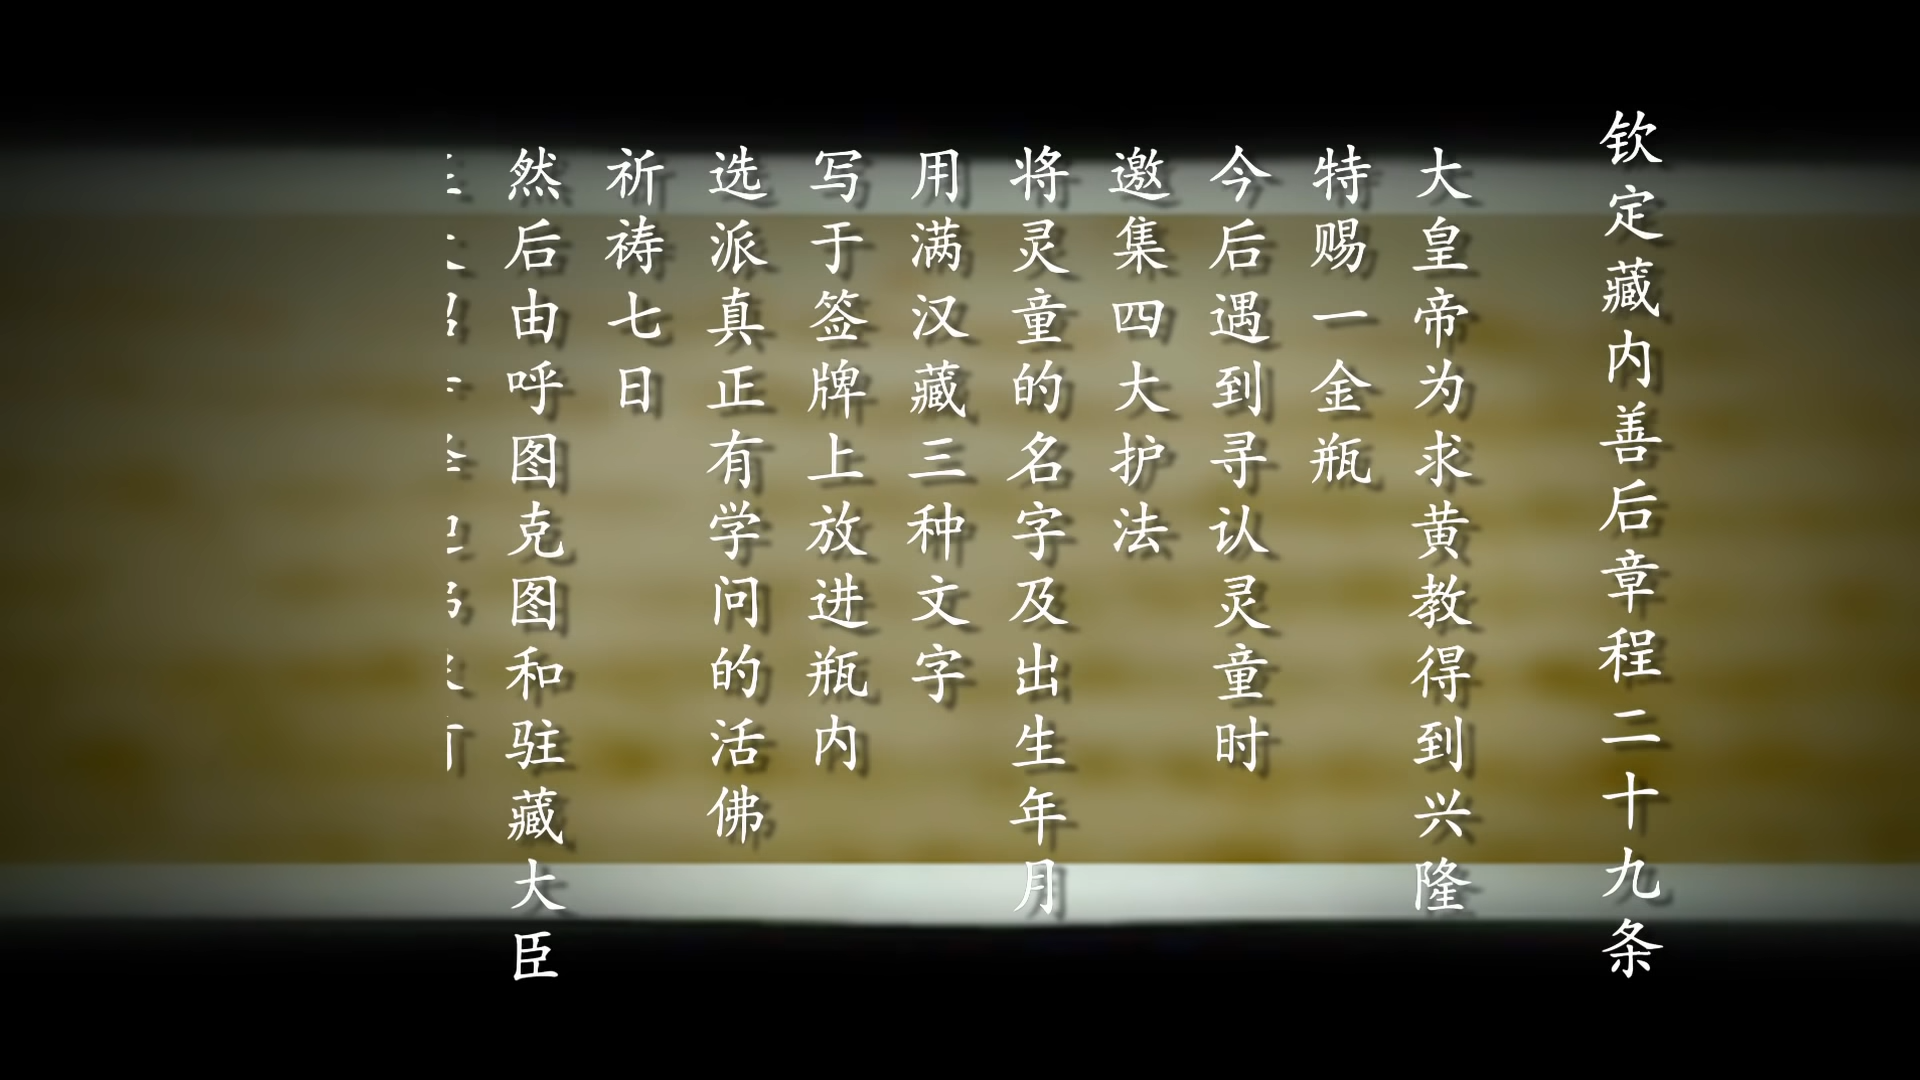 钦定藏内善后章程二十九条
大皇帝为求黄教得到兴隆
特赐一金瓶
今后遇到寻认灵童时
邀集四大护法
将灵童的名字及出生年月
用满汉藏三种文字
写于签牌上放进瓶内
选派真正有学问的活佛
祈祷七日
然后由呼图克图和驻藏大臣